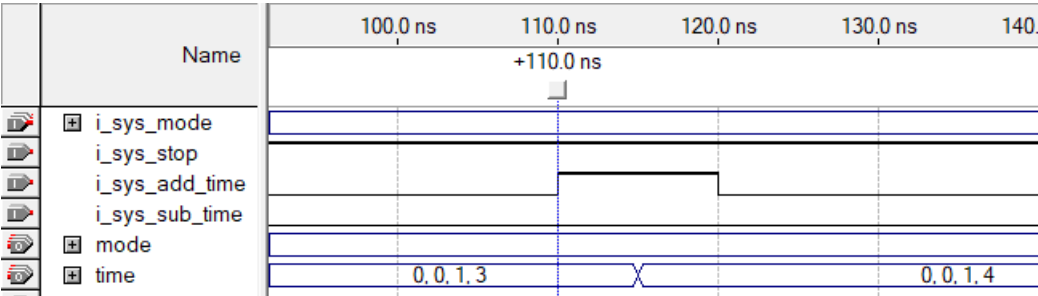 100.0 ns 110.0 ns 120.0 ns 130.0 ns 140.
Name
+110.0 ns
i_sys_mode
i_sys_stop
i_sys_add_time
i_sys_sub_time
mode
time 0, 0, 1, 3 0, 0, 1, 4